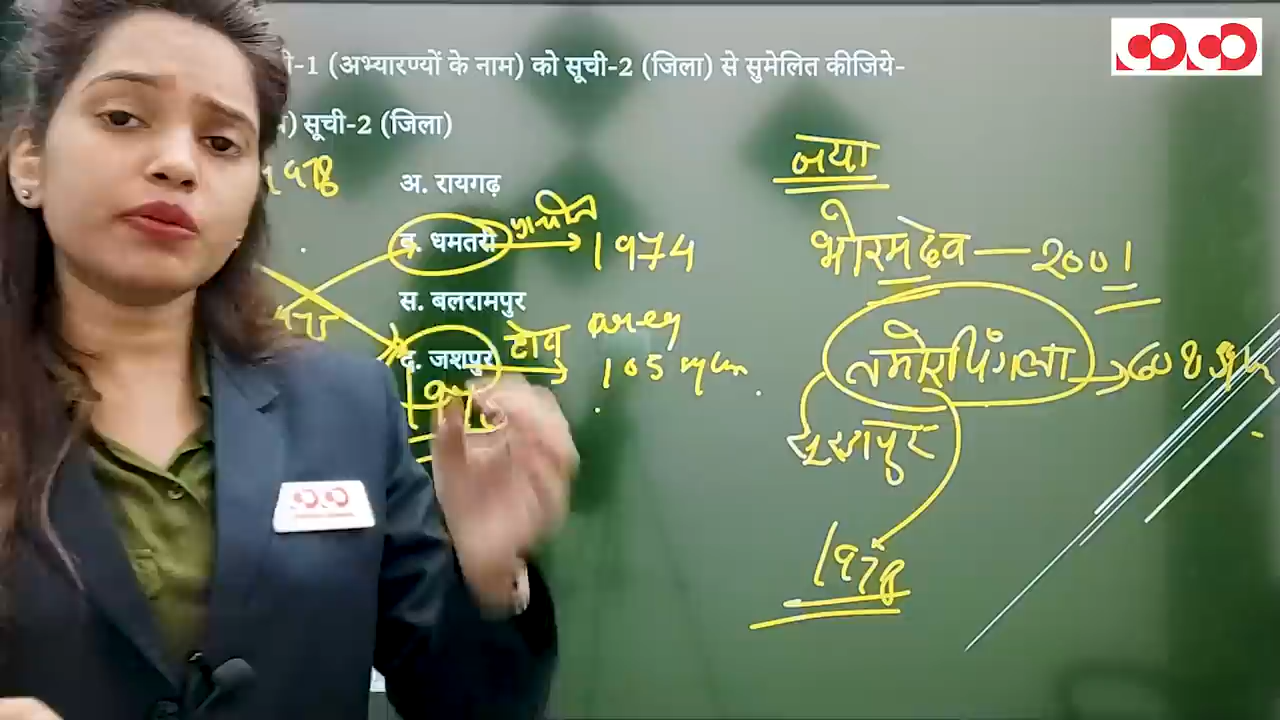 -1 (अभ्यारण्यों के नाम) को सूची-2 (जिला) से सुमेलित कीजिये-
) सूची-2 (जिला)
1978
अ. रायगढ़
ब. धमतरी प्राचीन 1974
स. बलरामपुर
द. जशपुर छोटा area 105
नया
भोरमदेव — 2001
तमोरपिंगला 608
सूरजपुर
1978